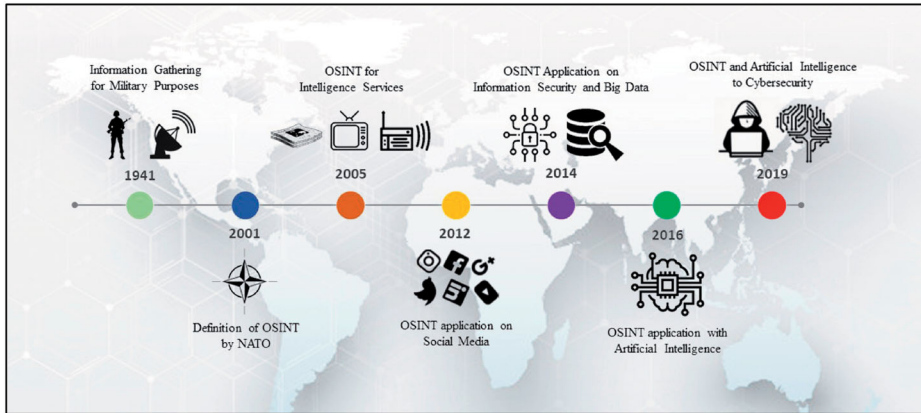 Information Gathering
for Military Purposes
1941
2001
Definition of OSINT
by NATO
OSINT for
Intelligence Services
2005
2012
OSINT application on
Social Media
OSINT Application on
Information Security and Big Data
2014
2016
OSINT application with
Artificial Intelligence
OSINT and Artificial Intelligence
to Cybersecurity
2019